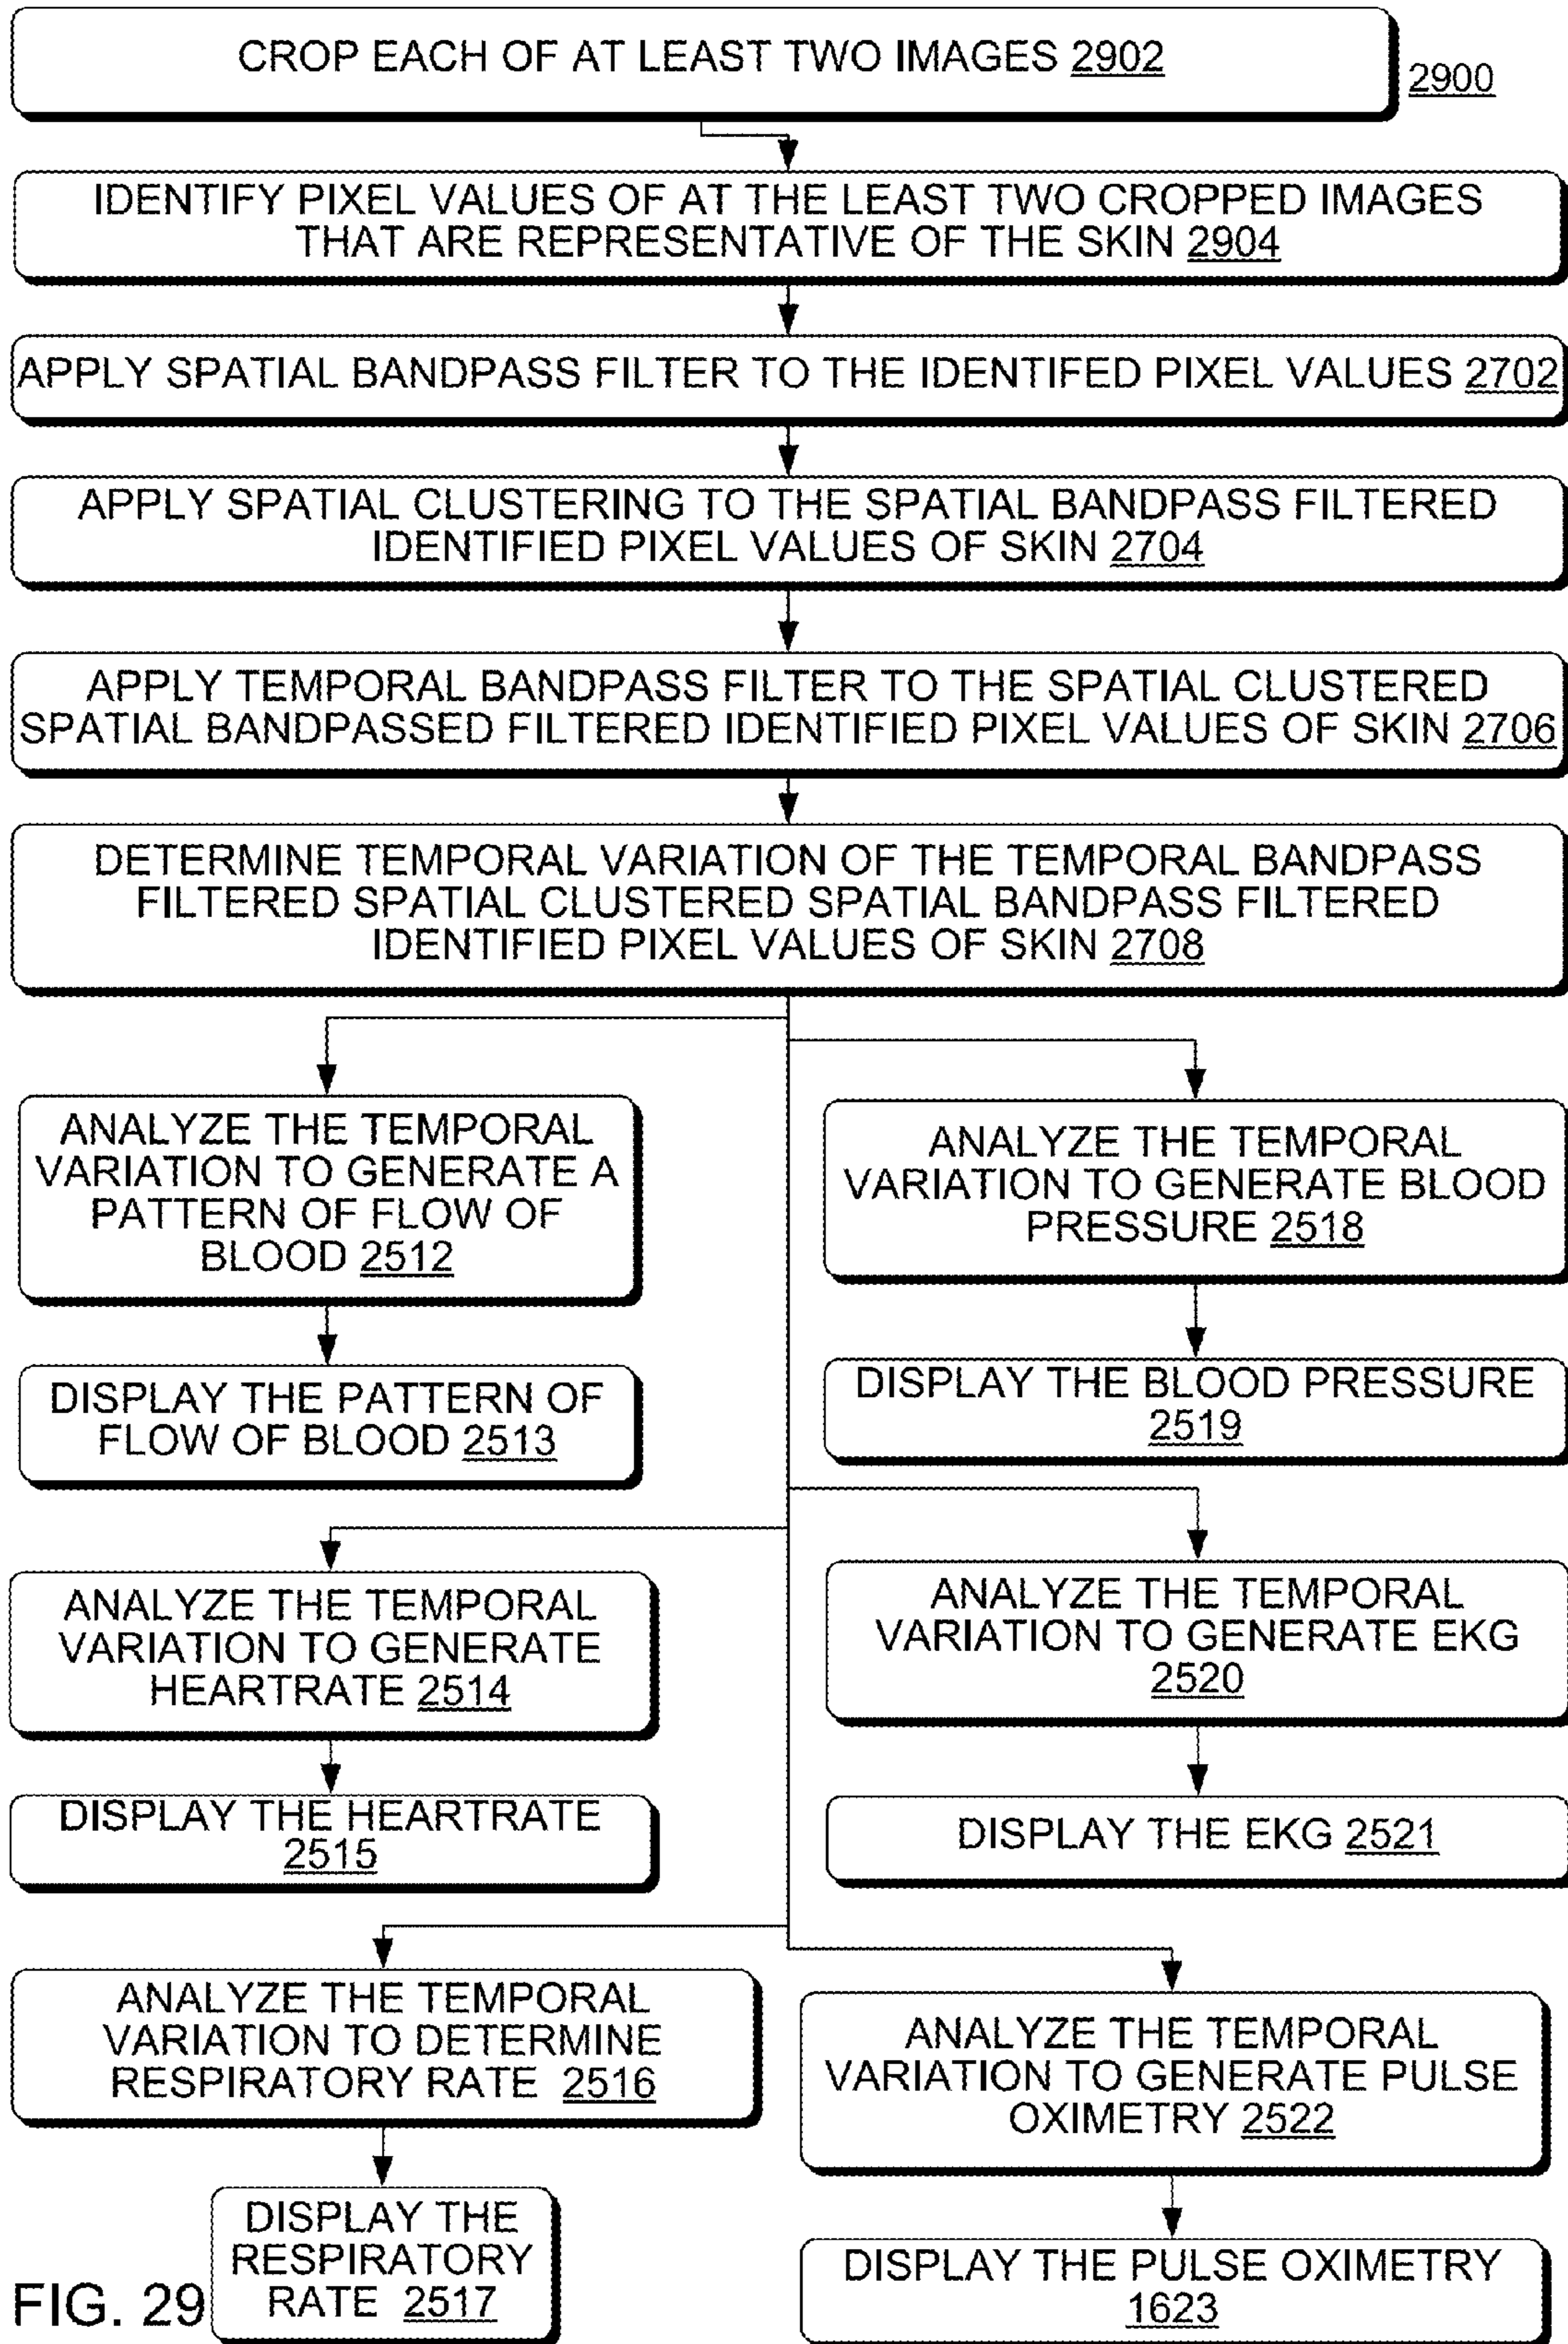 CROP EACH OF AT LEAST TWO IMAGES 2902
2900
IDENTIFY PIXEL VALUES OF AT THE LEAST TWO CROPPED IMAGES
THAT ARE REPRESENTATIVE OF THE SKIN 2904
APPLY SPATIAL BANDPASS FILTER TO THE IDENTIFED PIXEL VALUES 2702
APPLY SPATIAL CLUSTERING TO THE SPATIAL BANDPASS FILTERED
IDENTIFIED PIXEL VALUES OF SKIN 2704
APPLY TEMPORAL BANDPASS FILTER TO THE SPATIAL CLUSTERED
SPATIAL BANDPASSED FILTERED IDENTIFIED PIXEL VALUES OF SKIN 2706
DETERMINE TEMPORAL VARIATION OF THE TEMPORAL BANDPASS
FILTERED SPATIAL CLUSTERED SPATIAL BANDPASS FILTERED
IDENTIFIED PIXEL VALUES OF SKIN 2708
ANALYZE THE TEMPORAL
VARIATION TO GENERATE A
PATTERN OF FLOW OF
BLOOD 2512
ANALYZE THE TEMPORAL
VARIATION TO GENERATE BLOOD
PRESSURE 2518
DISPLAY THE PATTERN OF
FLOW OF BLOOD 2513
DISPLAY THE BLOOD PRESSURE
2519
ANALYZE THE TEMPORAL
VARIATION TO GENERATE
HEARTRATE 2514
ANALYZE THE TEMPORAL
VARIATION TO GENERATE EKG
2520
DISPLAY THE HEARTRATE
2515
DISPLAY THE EKG 2521
ANALYZE THE TEMPORAL
VARIATION TO DETERMINE
RESPIRATORY RATE 2516
ANALYZE THE TEMPORAL
VARIATION TO GENERATE PULSE
OXIMETRY 2522
DISPLAY THE
RESPIRATORY
RATE 2517
DISPLAY THE PULSE OXIMETRY
1623
FIG. 29